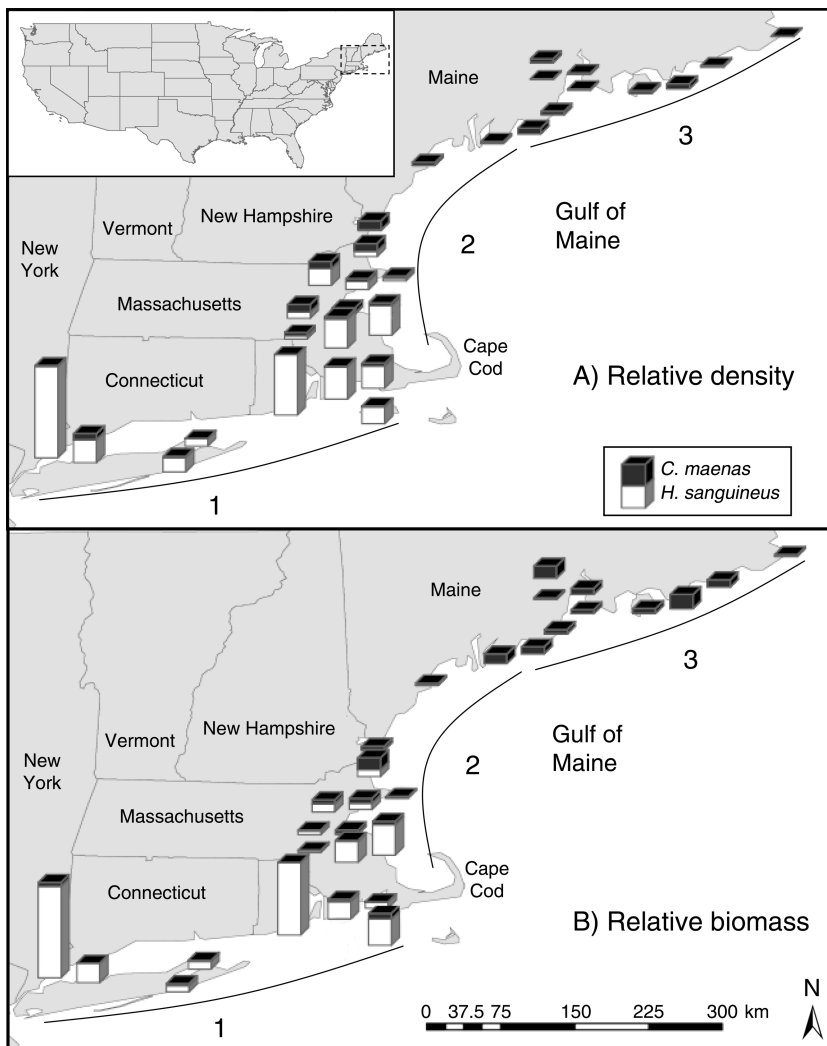 Maine
3
New Hampshire
Gulf of
Maine
Vermont
2
New
York
Massachusetts
Cape
Cod
Connecticut
A) Relative density
C. maenas
H. sanguineus
1
Maine
3
New Hampshire
Gulf of
Maine
Vermont
2
New
York
Massachusetts
Cape
Cod
Connecticut
B) Relative biomass
N
0 37.5 75 150 225 300 km
1